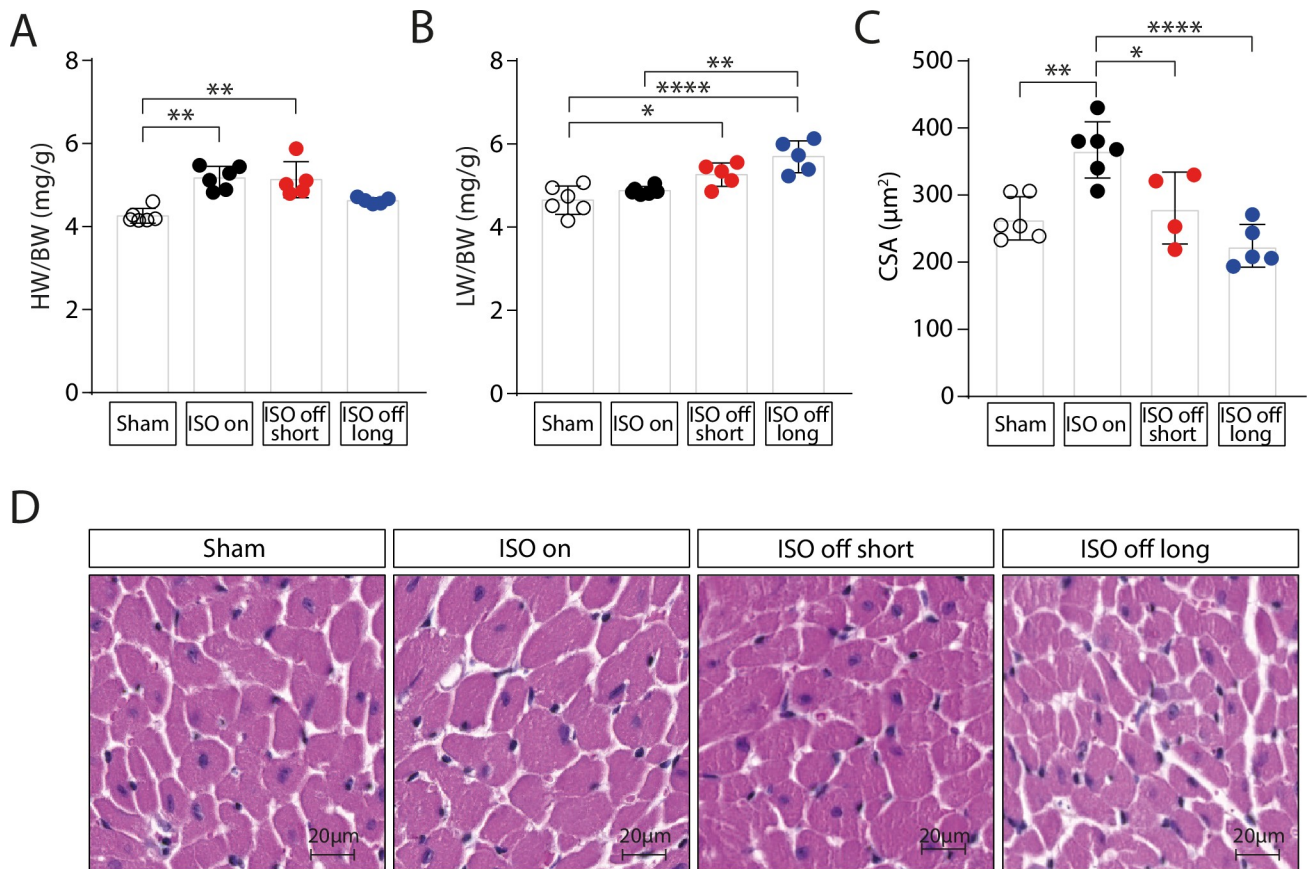 A
HW/BW (mg/g)
8
6
4
2
0
**
**
Sham
ISO on
ISO off short
ISO off long
B
LW/BW (mg/g)
8
6
4
2
0
**
****
*
Sham
ISO on
ISO off short
ISO off long
C
CSA (µm²)
500
400
300
200
100
0
****
*
**
Sham
ISO on
ISO off short
ISO off long
D
Sham
ISO on
ISO off short
ISO off long
20µm
20µm
20µm
20µm